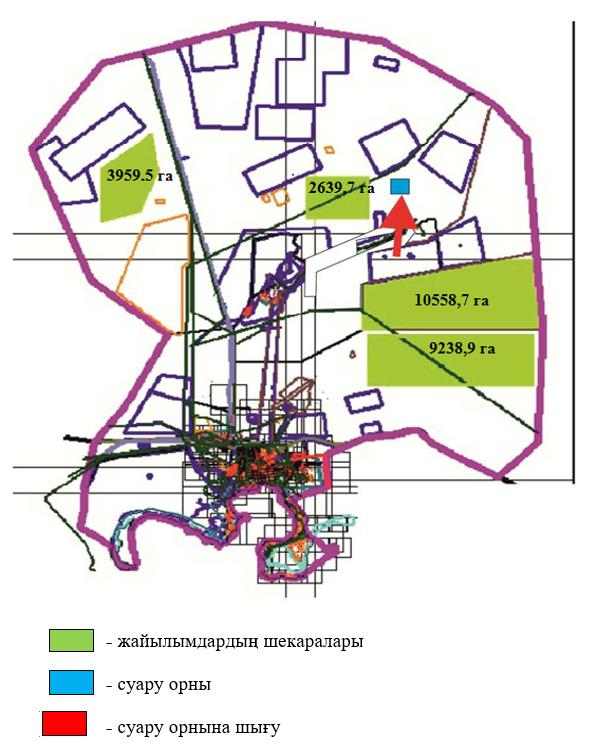 3959.5 га
2639,7 га
10558,7 га
9238,9 га
- жайылымдардың шекаралары
- суару орны
- суару орнына шығу